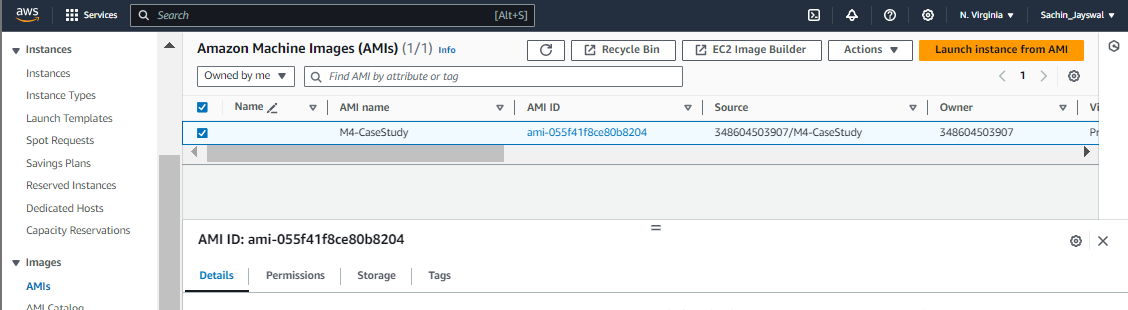 aws Services Search [Alt+S] N. Virginia Sachin_Jayswal
Instances
Instances
Instance Types
Launch Templates
Spot Requests
Savings Plans
Reserved Instances
Dedicated Hosts
Capacity Reservations
Images
AMIs
AMI Catalog
Amazon Machine Images (AMIs) (1/1) Info Recycle Bin EC2 Image Builder Actions Launch instance from AMI
Owned by me Find AMI by attribute or tag 1
Name AMI name AMI ID Source Owner
M4-CaseStudy ami-055f41f8ce80b8204 348604503907/M4-CaseStudy 348604503907
AMI ID: ami-055f41f8ce80b8204
Details Permissions Storage Tags